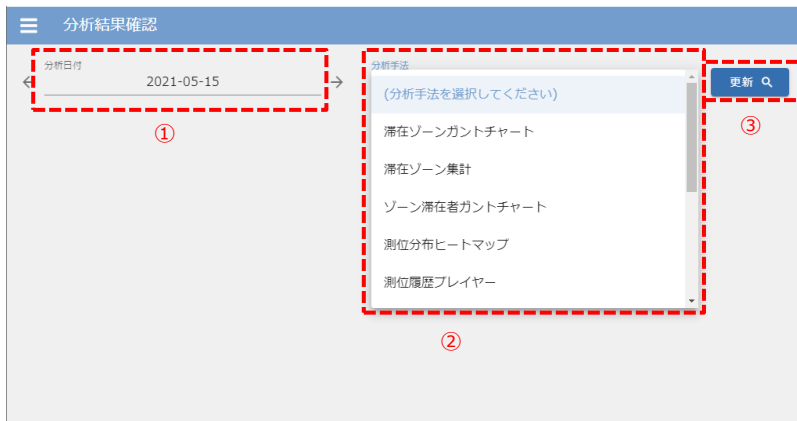 分析結果確認
分析日付
2021-05-15
①
分析手法
(分析手法を選択してください)
滞在ゾーンガントチャート
滞在ゾーン集計
ゾーン滞在者ガントチャート
測位分布ヒートマップ
測位履歴プレイヤー
②
更新
③